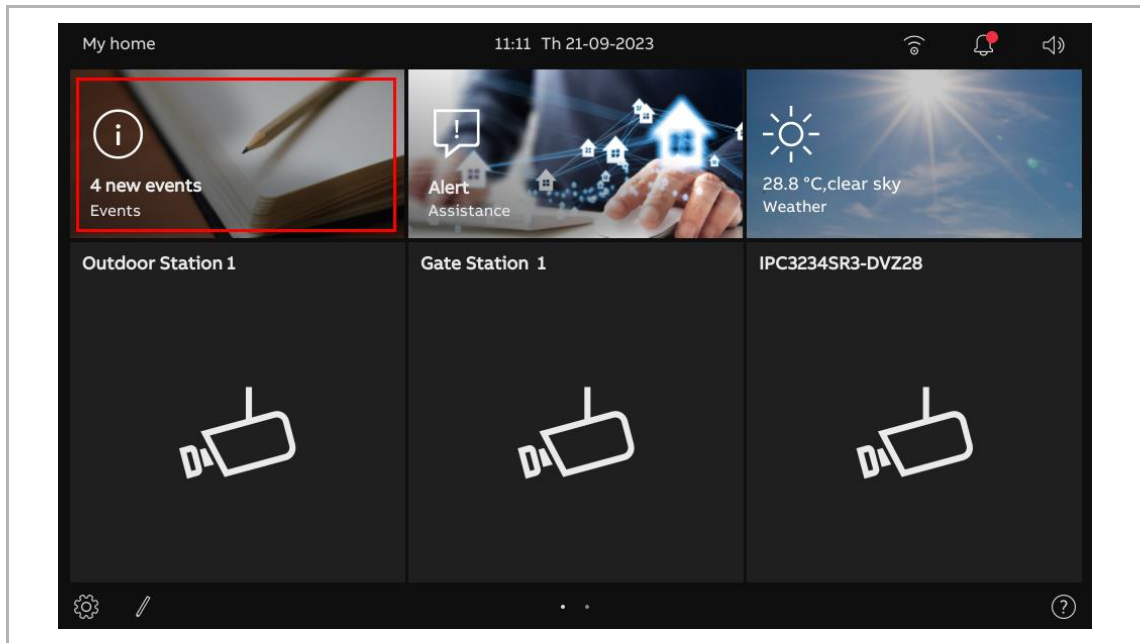 My home
11:11 Th 21-09-2023
4 new events
Events
Alert
Assistance
28.8 °C,clear sky
Weather
Outdoor Station 1
Gate Station 1
IPC3234SR3-DVZ28